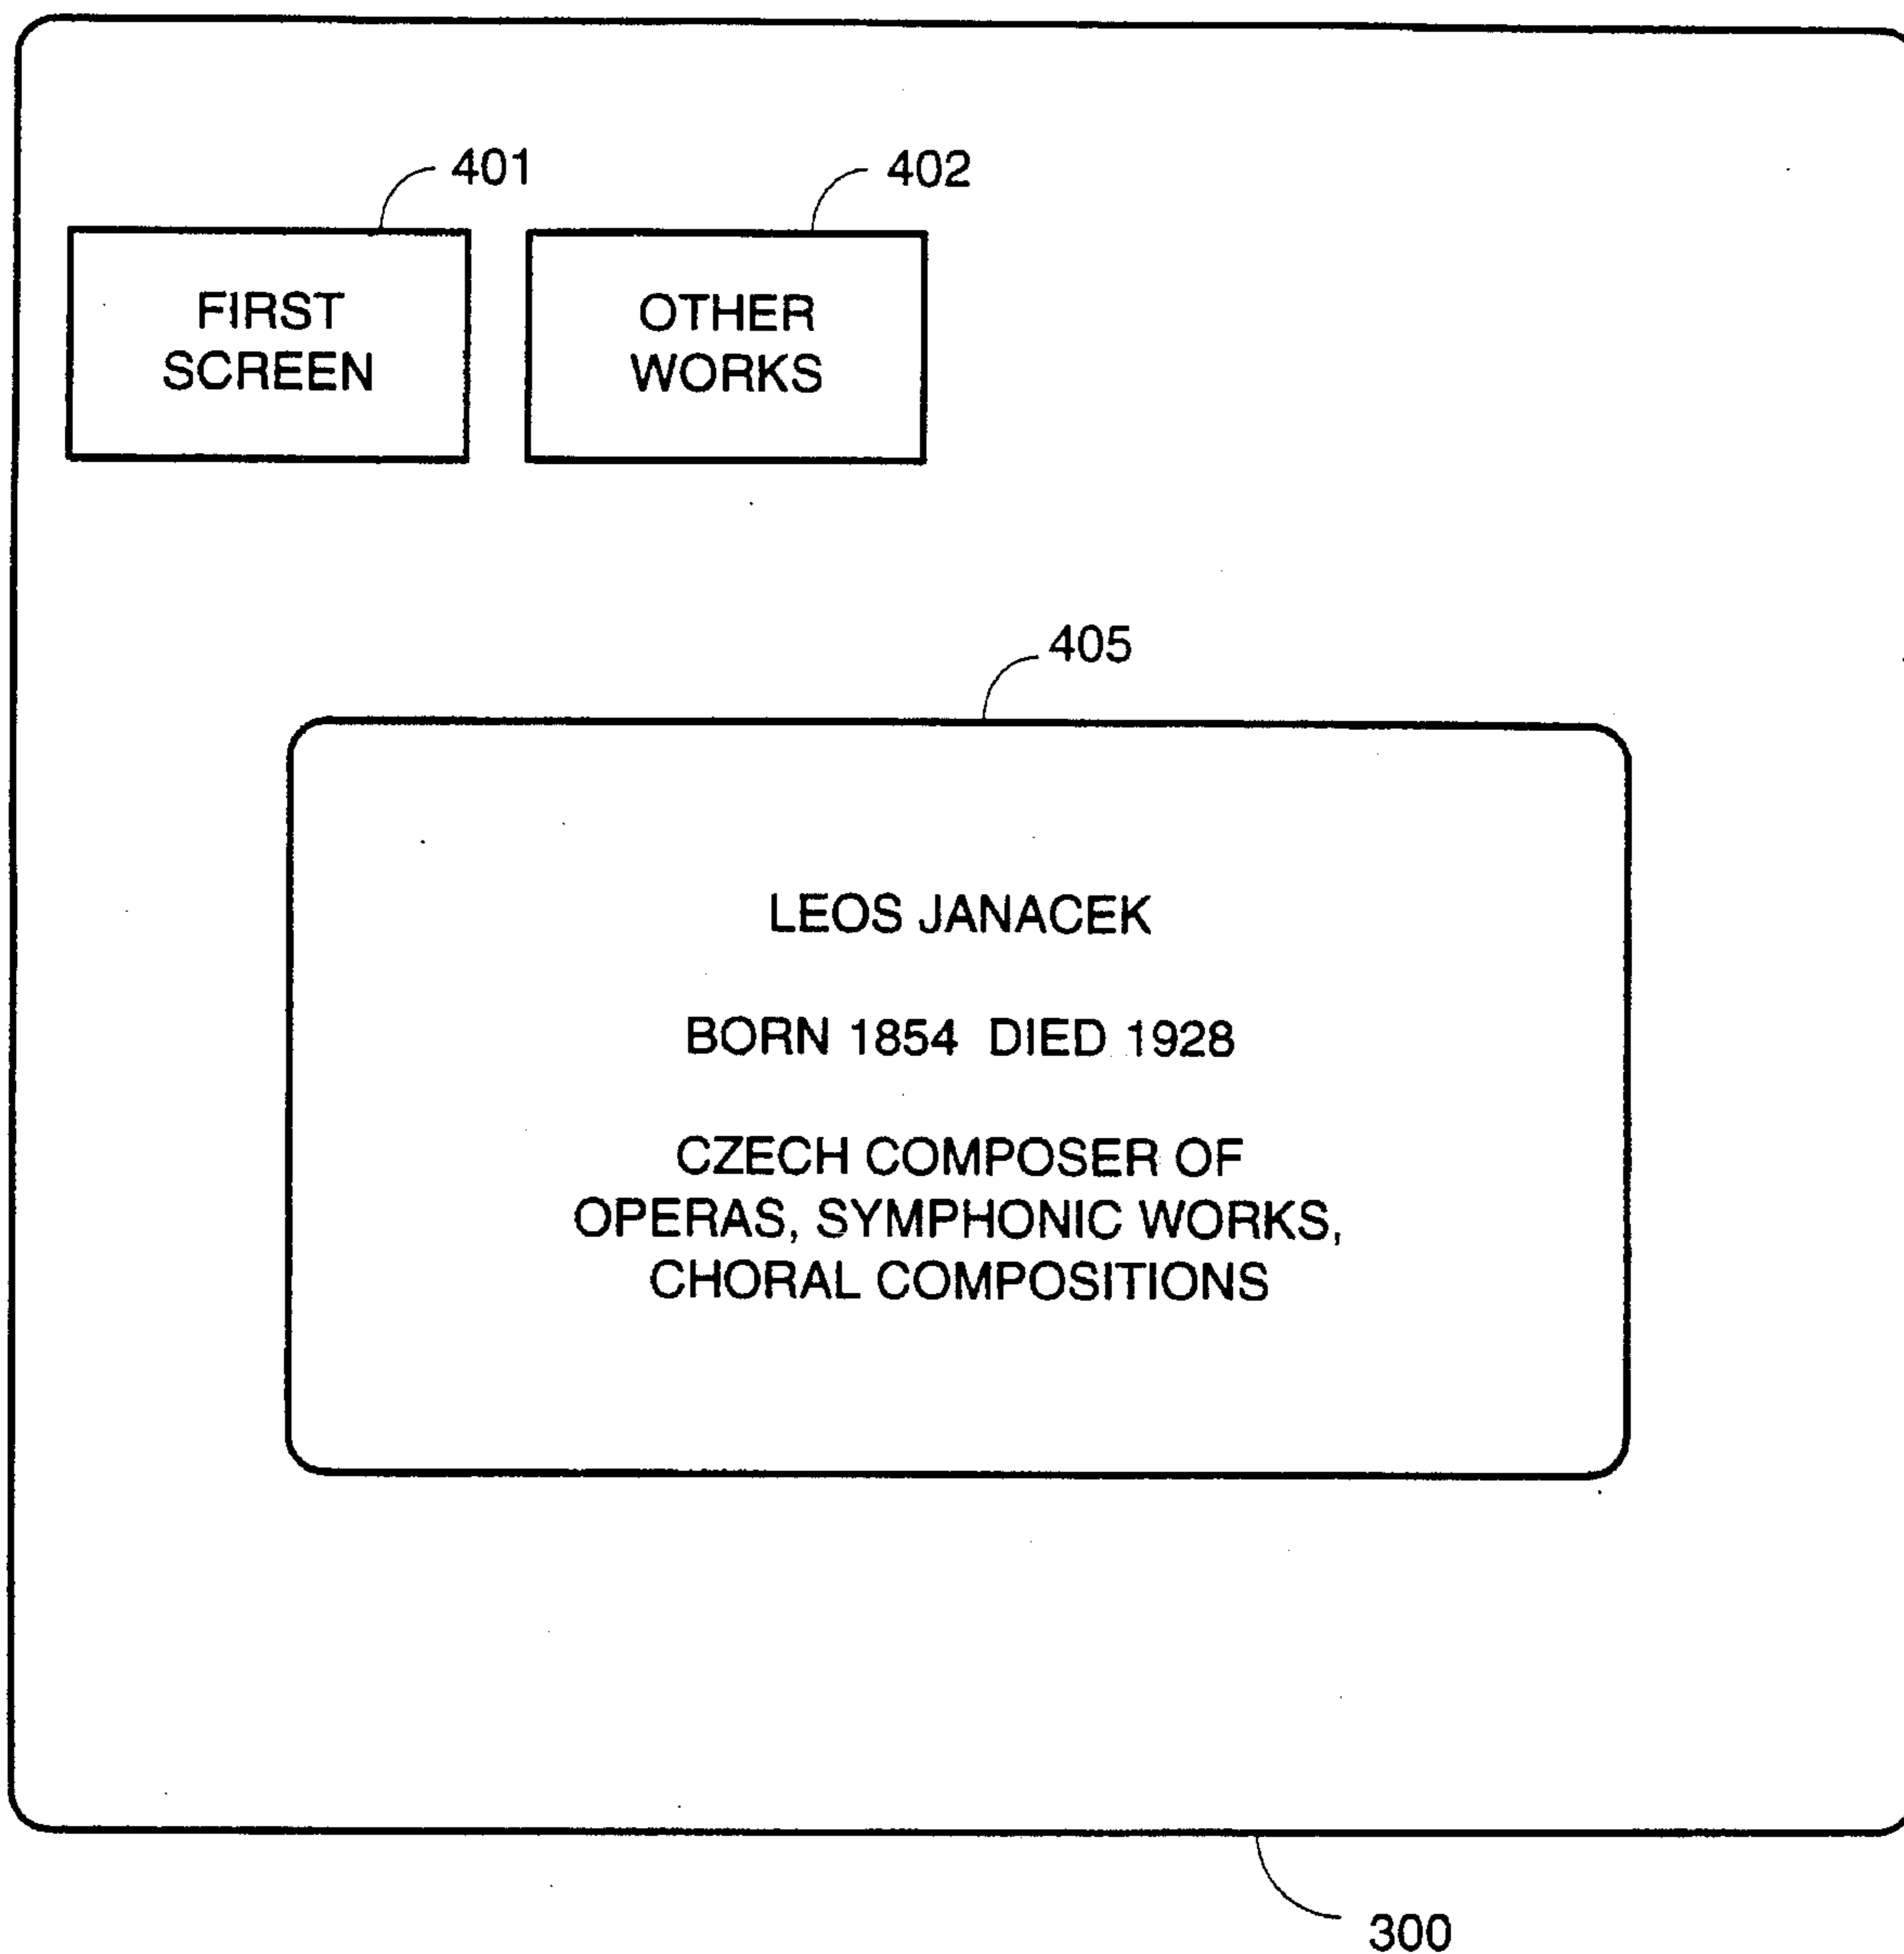 401
402
FIRST
SCREEN
OTHER
WORKS
405
LEOS JANACEK
BORN 1854 DIED 1928
CZECH COMPOSER OF
OPERAS, SYMPHONIC WORKS,
CHORAL COMPOSITIONS
300